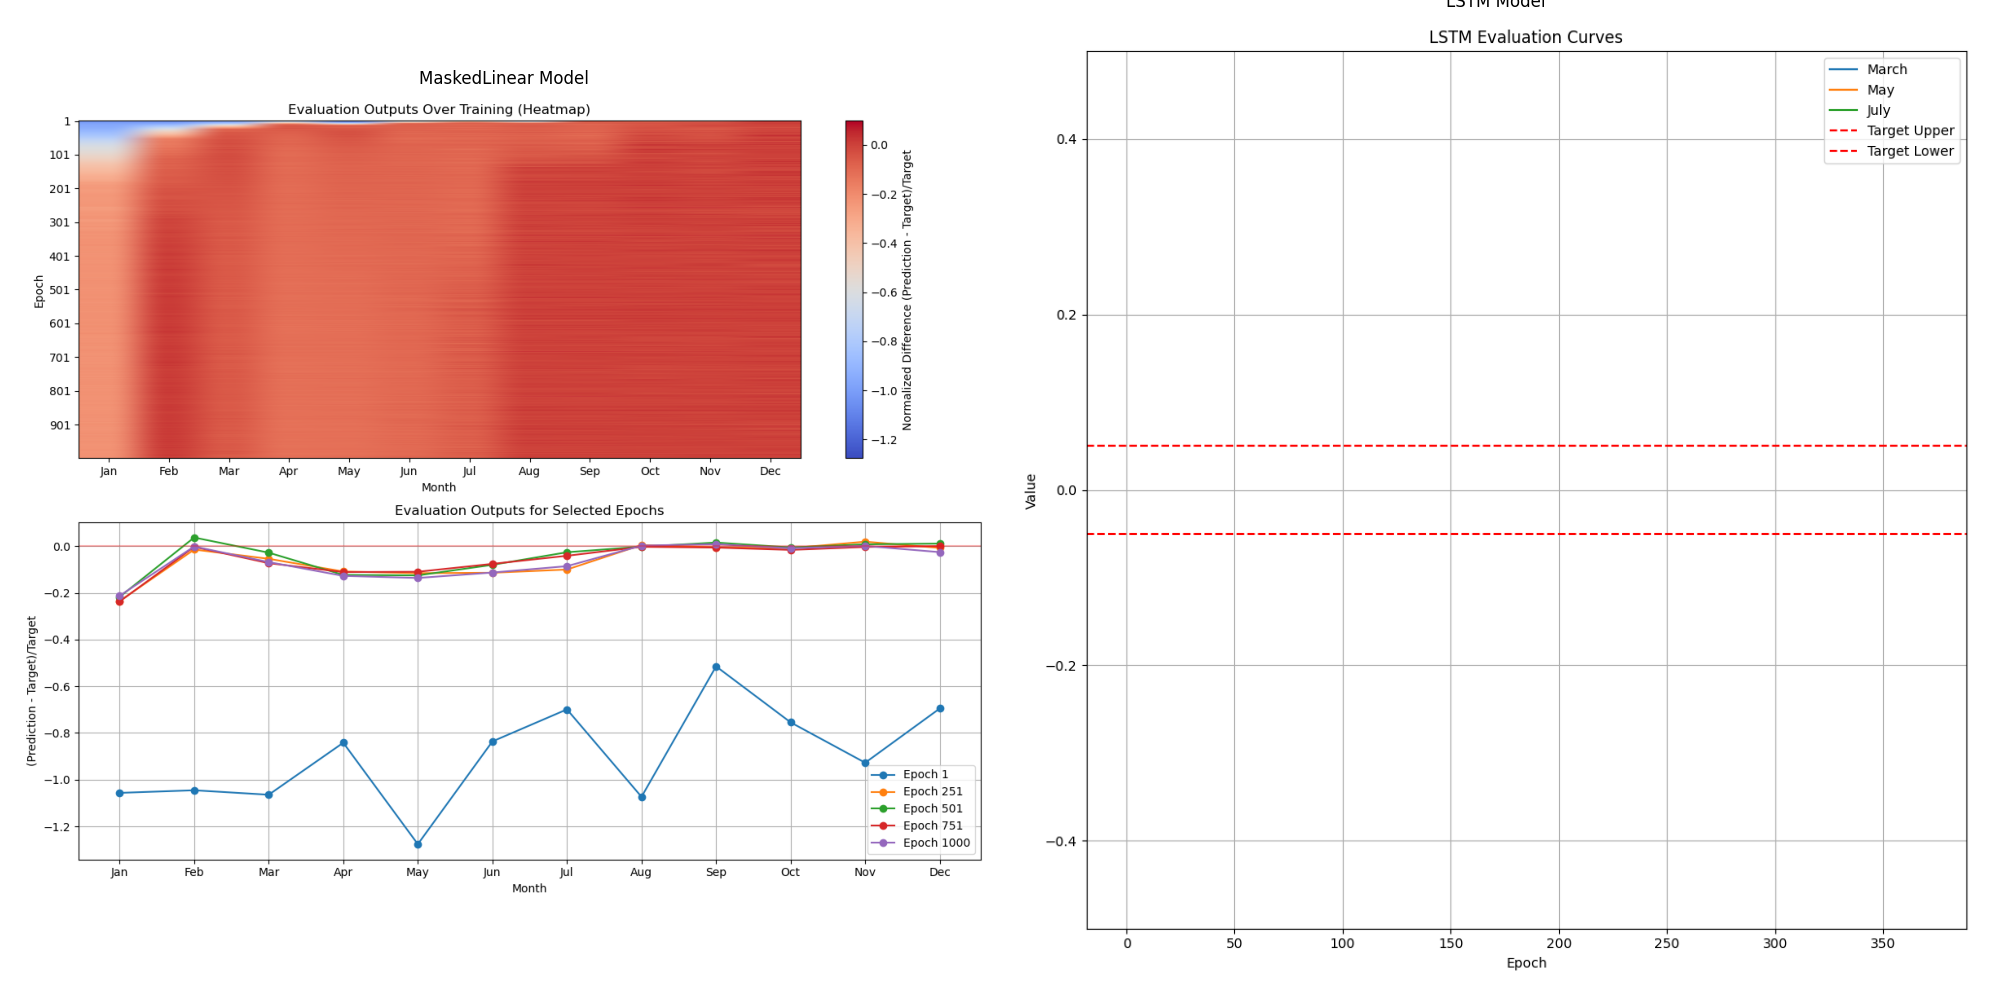 MaskedLinear Model
Evaluation Outputs Over Training (Heatmap)
1
101
201
301
401
501
601
701
801
901
Epoch
Jan Feb Mar Apr May Jun Jul Aug Sep Oct Nov Dec
Month
0.0
−0.2
−0.4
−0.6
−0.8
−1.0
−1.2
Normalized Difference (Prediction - Target)/Target
Evaluation Outputs for Selected Epochs
0.0
−0.2
−0.4
−0.6
−0.8
−1.0
−1.2
(Prediction - Target)/Target
Epoch 1
Epoch 251
Epoch 501
Epoch 751
Epoch 1000
Jan Feb Mar Apr May Jun Jul Aug Sep Oct Nov Dec
Month
LSTM Model
LSTM Evaluation Curves
March
May
July
Target Upper
Target Lower
0.4
0.2
0.0
−0.2
−0.4
Value
0 50 100 150 200 250 300 350
Epoch